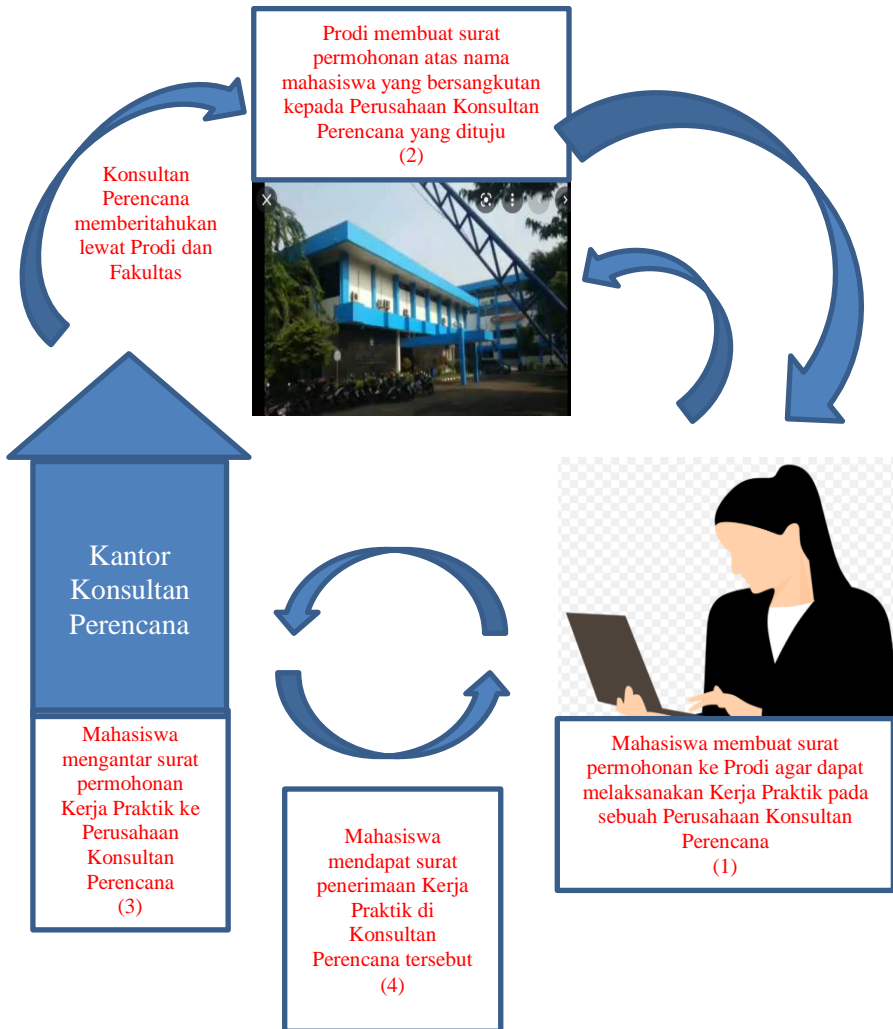 Prodi membuat surat
permohonan atas nama
mahasiswa yang bersangkutan
kepada Perusahaan Konsultan
Perencana yang dituju
(2)
Konsultan
Perencana
memberitahukan
lewat Prodi dan
Fakultas
Kantor
Konsultan
Perencana
Mahasiswa
mengantar surat
permohonan
Kerja Praktik ke
Perusahaan
Konsultan
Perencana
(3)
Mahasiswa
mendapat surat
penerimaan Kerja
Praktik di
Konsultan
Perencana tersebut
(4)
Mahasiswa membuat surat
permohonan ke Prodi agar dapat
melaksanakan Kerja Praktik pada
sebuah Perusahaan Konsultan
Perencana
(1)